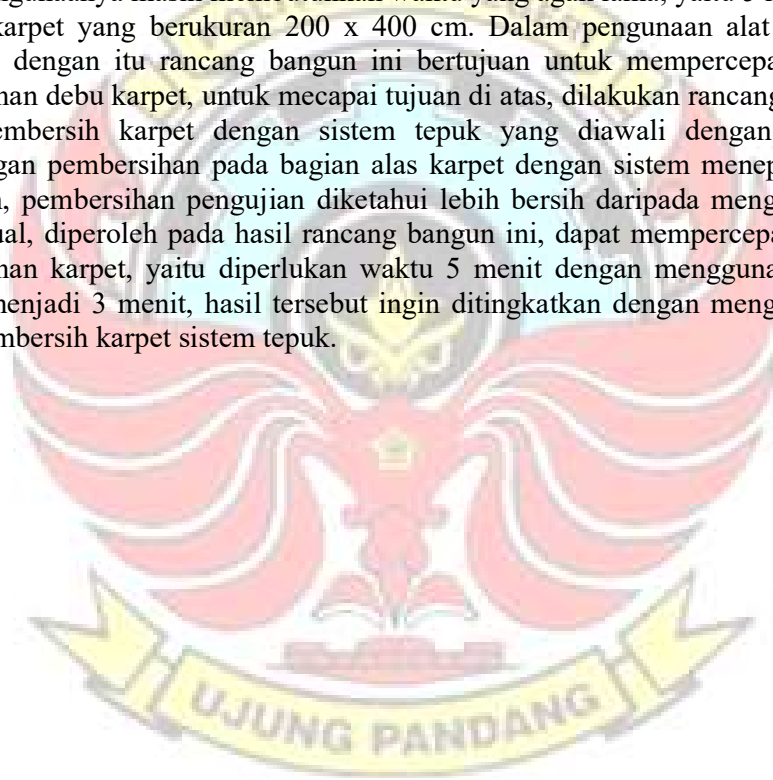 karpet yang berukuran 200 x 400 cm. Dalam pengunaan alat
dengan itu rancang bangun ini bertujuan untuk mempercepa
nan debu karpet, untuk mecapai tujuan di atas, dilakukan rancang
embersih karpet dengan sistem tepuk yang diawali dengan
gan pembersihan pada bagian alas karpet dengan sistem menep
, pembersihan pengujian diketahui lebih bersih daripada meng
ual, diperoleh pada hasil rancang bangun ini, dapat mempercepa
nan karpet, yaitu diperlukan waktu 5 menit dengan mengguna
menjadi 3 menit, hasil tersebut ingin ditingkatkan dengan meng
mbersih karpet sistem tepuk.
UJUNG PANDANG